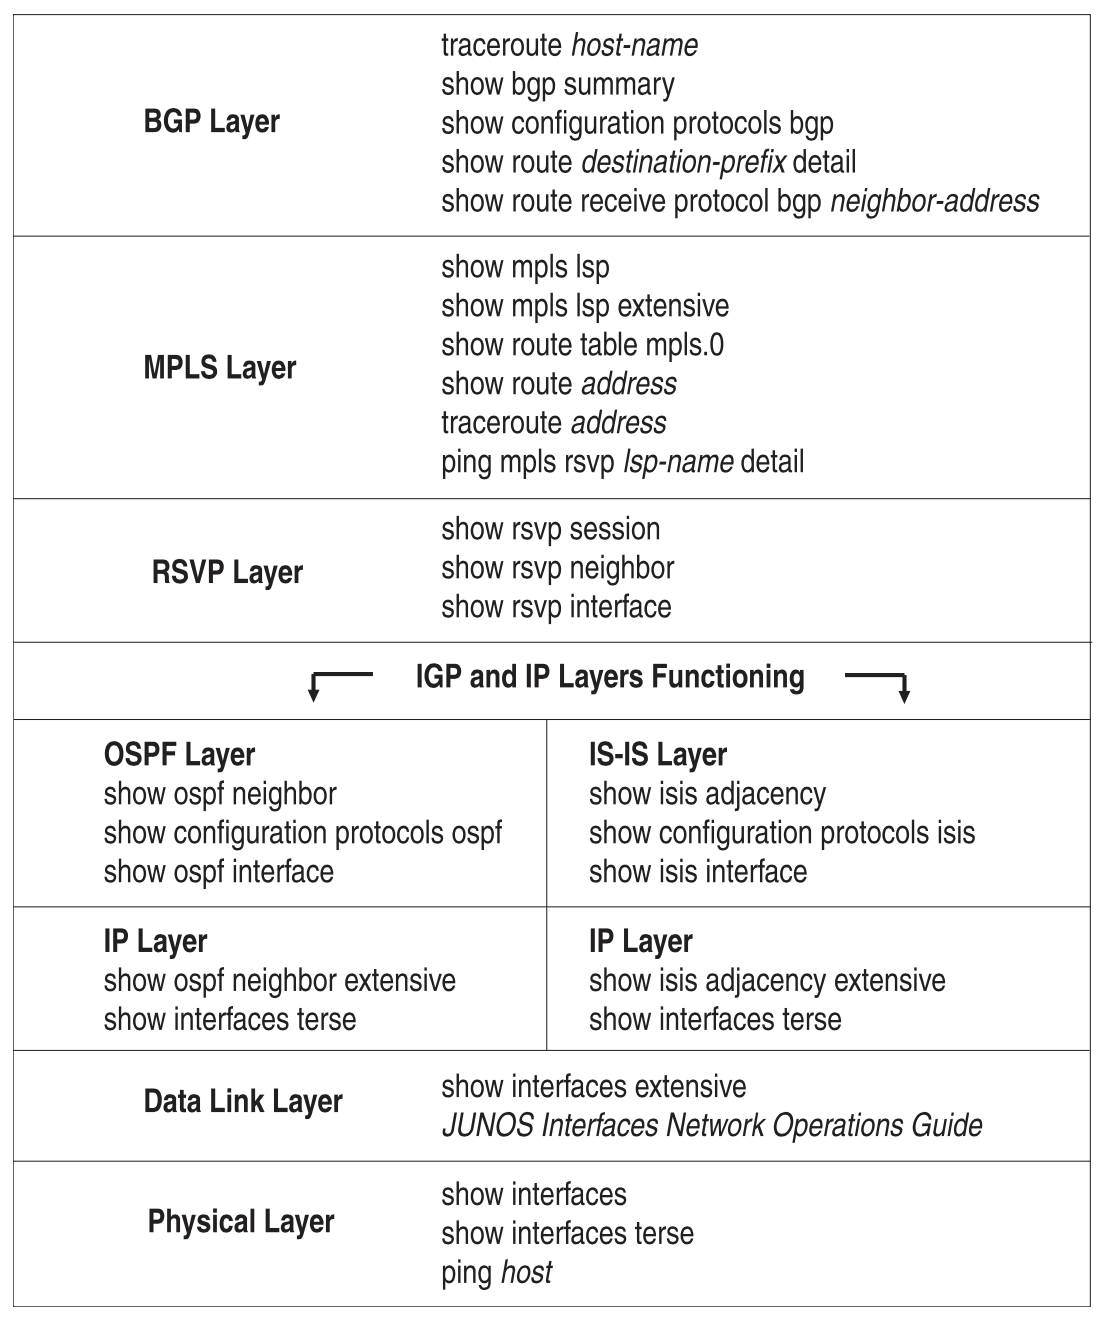 BGP Layer
traceroute host-name
show bgp summary
show configuration protocols bgp
show route destination-prefix detail
show route receive protocol bgp neighbor-address
MPLS Layer
show mpls lsp
show mpls lsp extensive
show route table mpls.0
show route address
traceroute address
ping mpls rsvp lsp-name detail
RSVP Layer
show rsvp session
show rsvp neighbor
show rsvp interface
IGP and IP Layers Functioning
OSPF Layer
show ospf neighbor
show configuration protocols ospf
show ospf interface
IS-IS Layer
show isis adjacency
show configuration protocols isis
show isis interface
IP Layer
show ospf neighbor extensive
show interfaces terse
IP Layer
show isis adjacency extensive
show interfaces terse
Data Link Layer
show interfaces extensive
JUNOS Interfaces Network Operations Guide
Physical Layer
show interfaces
show interfaces terse
ping host